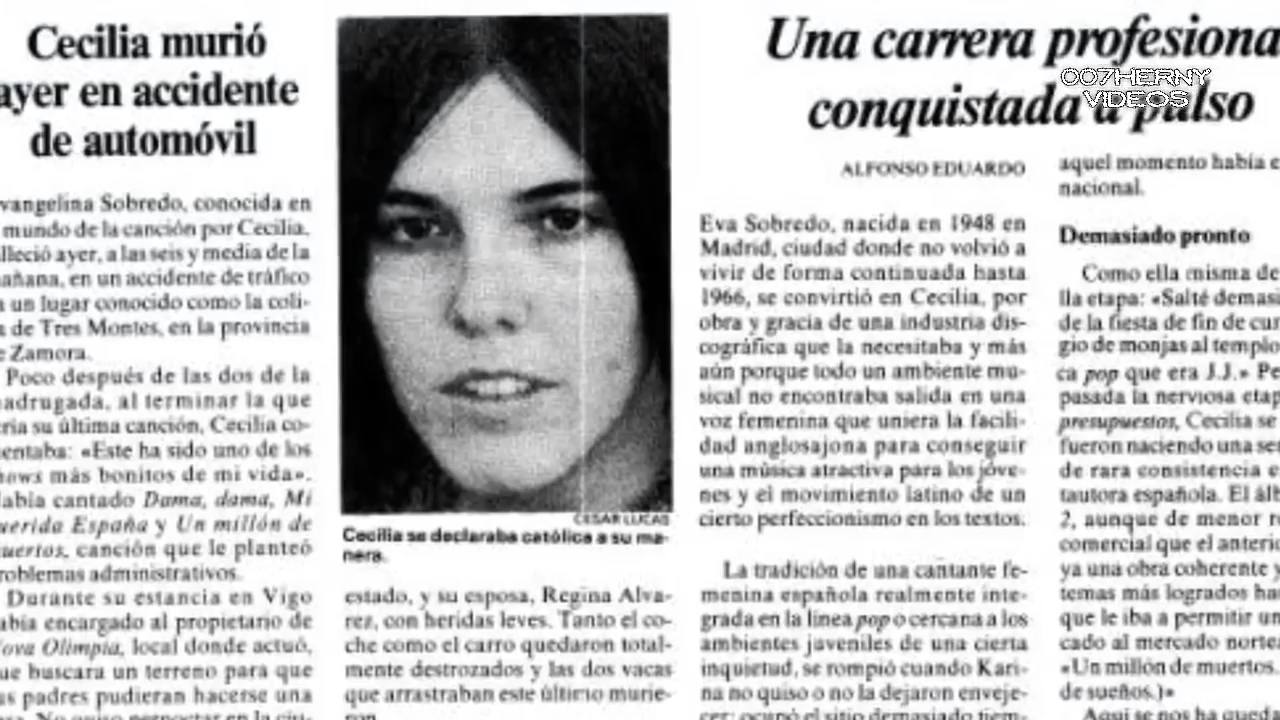 Cecilia murió
ayer en accidente
de automóvil
vangelina Sobredo, conocida en
mundo de la canción por Cecilia,
lleció ayer, a las seis y media de la
añana, en un accidente de tráfico
un lugar conocido como la coli-
de Tres Montes, en la provincia
Zamora.
Poco después de las dos de la
adrugada, al terminar la que
ría su última canción, Cecilia co-
entaba: «Este ha sido uno de los
hows más bonitos de mi vida».
abía cantado Dama, dama, Mi
uerida España y Un millón de
uertos, canción que le planteó
roblemas administrativos.
Durante su estancia en Vigo
abía encargado al propietario de
ova Olimpia, local donde actuó,
ue buscara un terreno para que
us padres pudieran hacerse una
CESAR LUCAS
Cecilia se declaraba católica a su ma-
nera.
estado, y su esposa, Regina Alva-
rez, con heridas leves. Tanto el co-
che como el carro quedaron total-
mente destrozados y las dos vacas
que arrastraban este último murie-
ron.
Una carrera profesiona
conquistada a pulso
007HERNY
VIDEOS
ALFONSO EDUARDO
Eva Sobredo, nacida en 1948 en
Madrid, ciudad donde no volvió a
vivir de forma continuada hasta
1966, se convirtió en Cecilia, por
obra y gracia de una industria dis-
cográfica que la necesitaba y más
aún porque todo un ambiente mu-
sical no encontraba salida en una
voz femenina que uniera la facili-
dad anglosajona para conseguir
una música atractiva para los jóve-
nes y el movimiento latino de un
cierto perfeccionismo en los textos.
La tradición de una cantante fe-
menina española realmente inte-
grada en la línea pop o cercana a los
ambientes juveniles de una cierta
inquietud, se rompió cuando Kari-
na no quiso o no la dejaron enveje-
cer: ocupó el sitio demasiado tiem-
aquel momento había c
nacional.
Demasiado pronto
Como ella misma de
lla etapa: «Salté demasi
de la fiesta de fin de cur
gio de monjas al templo
ca pop que era J.J.» Pe
pasada la nerviosa etap
presupuestos, Cecilia se
fueron naciendo una se
de rara consistencia e
tautora española. El álb
2, aunque de menor r
comercial que el anterio
ya una obra coherente y
temas más logrados ha
que le iba a permitir un
cado al mercado norte
«Un millón de muertos.
de sueños.)»
Aquí se nos ha queda